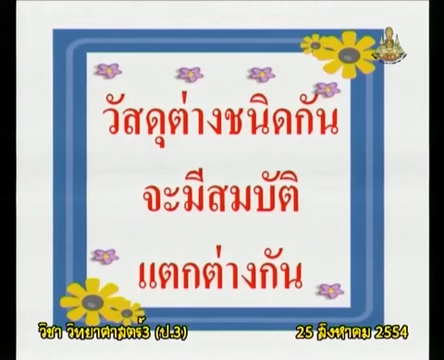 วัสดุต่างชนิดกัน
จะมีสมบัติ
แตกต่างกัน
วิชา วิทยาศาสตร์3 (ป.3) 25 สิงหาคม 2554